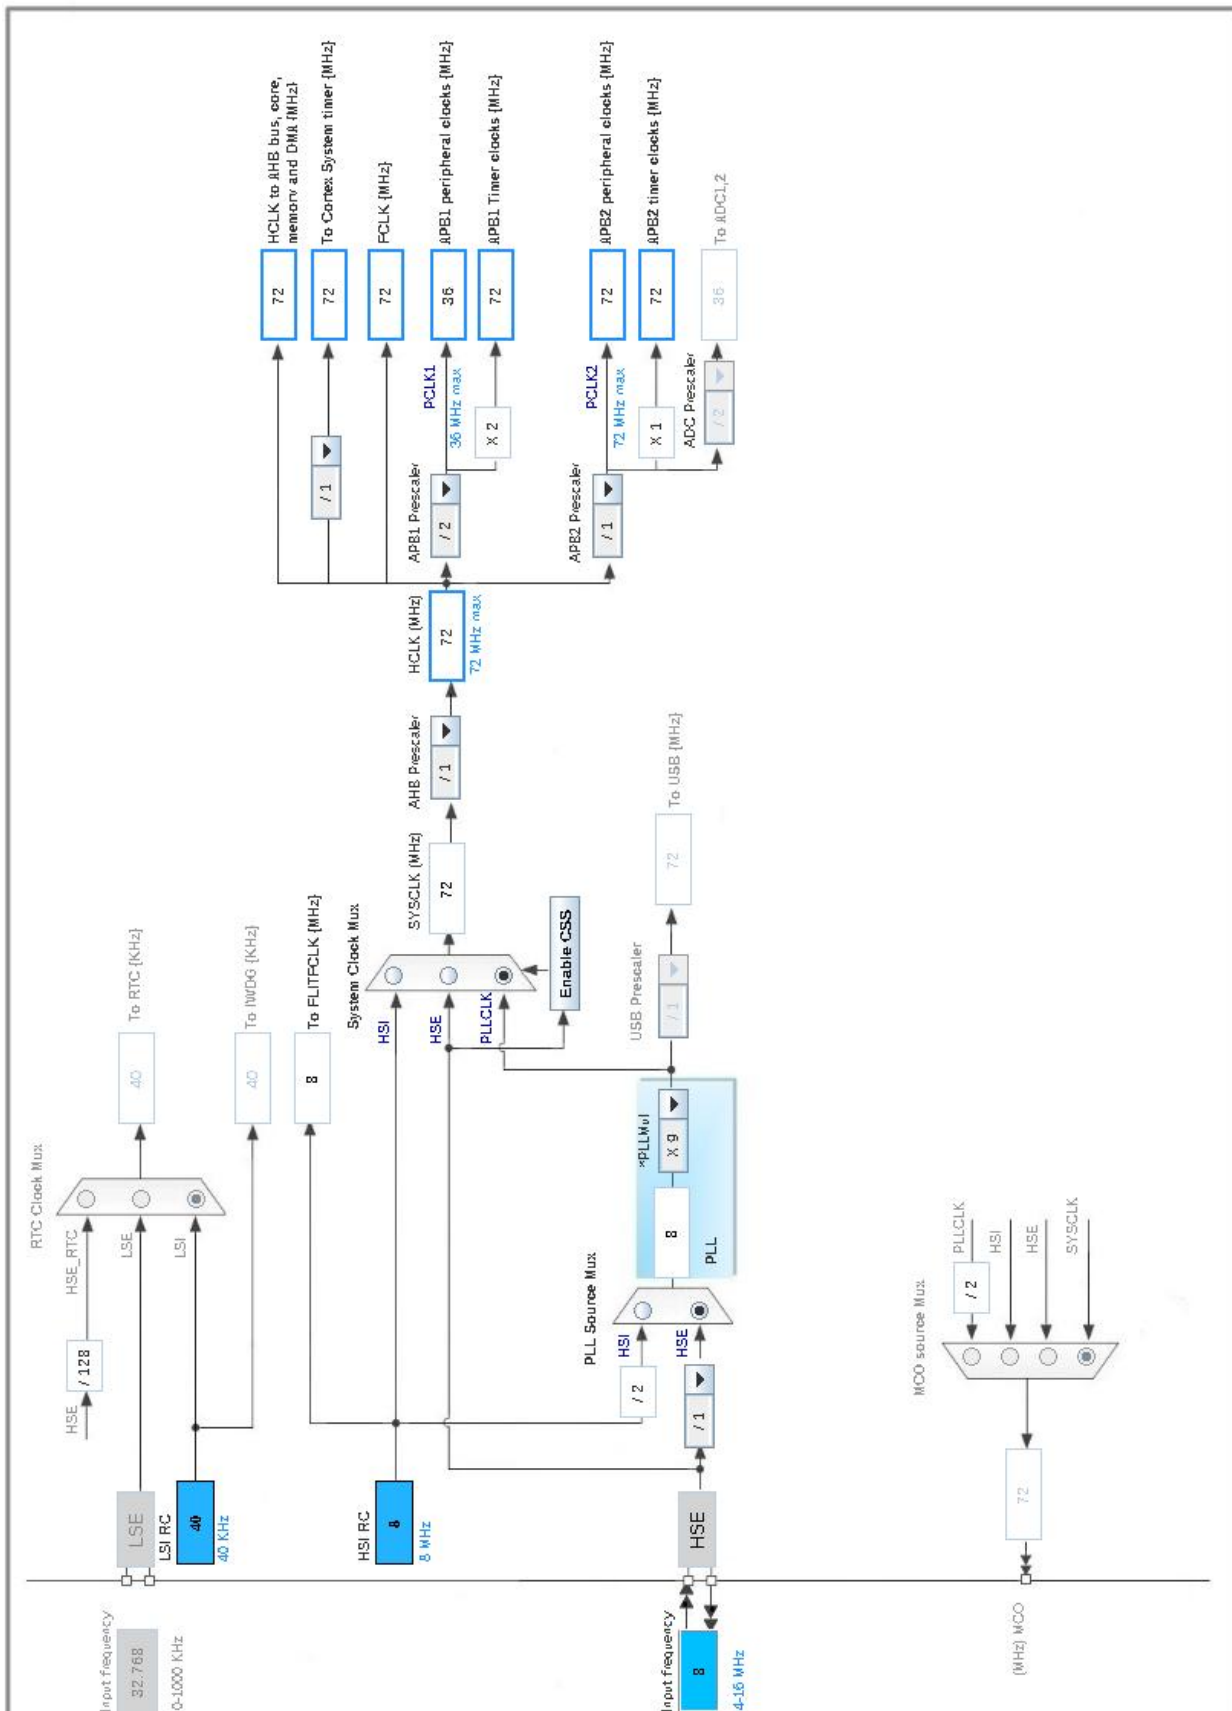 Input frequency
32.768
0-1000 KHz
LSE
LSI RC
40
40 KHz
HSE
/ 128
HSE_RTC
LSE
LSI
RTC Clock Mux
40
To RTC (KHz)
40
To IWDG (KHz)
HSI RC
8
8 MHz
8
To FLITFCLK (MHz)
System Clock Mux
HSI
HSE
PLLCLK
Enable CSS
SYSCLK (MHz)
72
AHB Prescaler
/ 1
HCLK (MHz)
72
72 MHz max
72
HCLK to AHB bus, core,
memory and DMA (MHz)
/ 1
72
To Cortex System timer (MHz)
72
FCLK (MHz)
APB1 Prescaler
/ 2
PCLK1
36 MHz max
36
APB1 peripheral clocks (MHz)
X 2
72
APB1 Timer clocks (MHz)
APB2 Prescaler
/ 1
PCLK2
72 MHz max
72
APB2 peripheral clocks (MHz)
X 1
72
APB2 timer clocks (MHz)
ADC Prescaler
/ 2
36
To ADC1,2
Input frequency
8
4-16 MHz
HSE
/ 2
/ 1
PLL Source Mux
HSI
HSE
8
*PLLMul
X 9
PLL
USB Prescaler
/ 1
72
To USB (MHz)
MCO source Mux
/ 2
PLLCLK
HSI
HSE
SYSCLK
72
(MHz) MCO